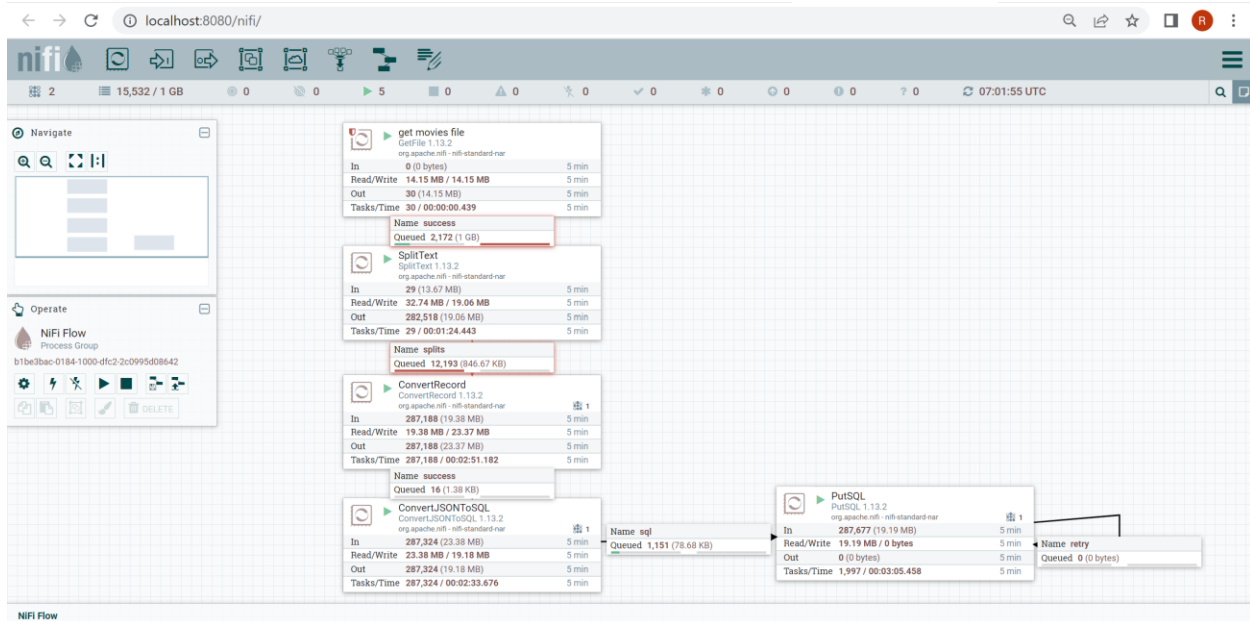 localhost:8080/nifi/
R
nifi
2 15,532 / 1 GB 0 0 5 0 0 0 0 0 0 0 ? 0 07:01:55 UTC
Navigate
Operate
NiFi Flow
Process Group
b1be3bac-0184-1000-dfc2-2c0995d08642
DELETE
get movies file
GetFile 1.13.2
org.apache.nifi - nifi-standard-nar
In 0 (0 bytes) 5 min
Read/Write 14.15 MB / 14.15 MB 5 min
Out 30 (14.15 MB) 5 min
Tasks/Time 30 / 00:00:00.439 5 min
Name success
Queued 2,172 (1 GB)
SplitText
SplitText 1.13.2
org.apache.nifi - nifi-standard-nar
In 29 (13.67 MB) 5 min
Read/Write 32.74 MB / 19.06 MB 5 min
Out 282,518 (19.06 MB) 5 min
Tasks/Time 29 / 00:01:24.443 5 min
Name splits
Queued 12,193 (846.67 KB)
ConvertRecord
ConvertRecord 1.13.2
org.apache.nifi - nifi-standard-nar 1
In 287,188 (19.38 MB) 5 min
Read/Write 19.38 MB / 23.37 MB 5 min
Out 287,188 (23.37 MB) 5 min
Tasks/Time 287,188 / 00:02:51.182 5 min
Name success
Queued 16 (1.38 KB)
ConvertJSONToSQL
ConvertJSONToSQL 1.13.2
org.apache.nifi - nifi-standard-nar 1
In 287,324 (23.38 MB) 5 min
Read/Write 23.38 MB / 19.18 MB 5 min
Out 287,324 (19.18 MB) 5 min
Tasks/Time 287,324 / 00:02:33.676 5 min
Name sql
Queued 1,151 (78.68 KB)
PutSQL
PutSQL 1.13.2
org.apache.nifi - nifi-standard-nar 1
In 287,677 (19.19 MB) 5 min
Read/Write 19.19 MB / 0 bytes 5 min
Out 0 (0 bytes) 5 min
Tasks/Time 1,997 / 00:03:05.458 5 min
Name retry
Queued 0 (0 bytes)
NiFi Flow